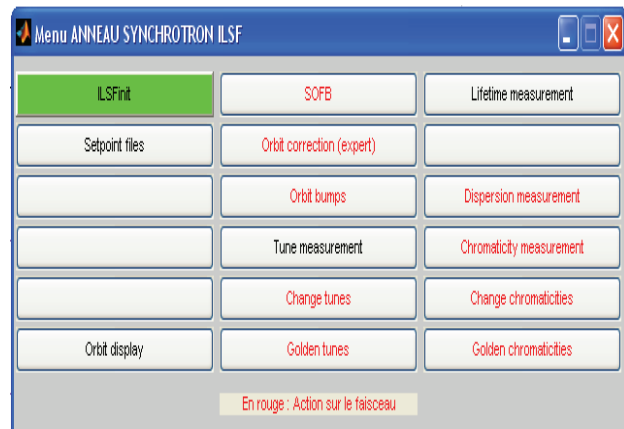 Menu ANNEAU SYNCHROTRON ILSF
ILSFinit
SOFB
Lifetime measurement
Setpoint files
Orbit correction (expert)
Orbit bumps
Dispersion measurement
Tune measurement
Chromaticity measurement
Change tunes
Change chromaticities
Orbit display
Golden tunes
Golden chromaticities
En rouge : Action sur le faisceau